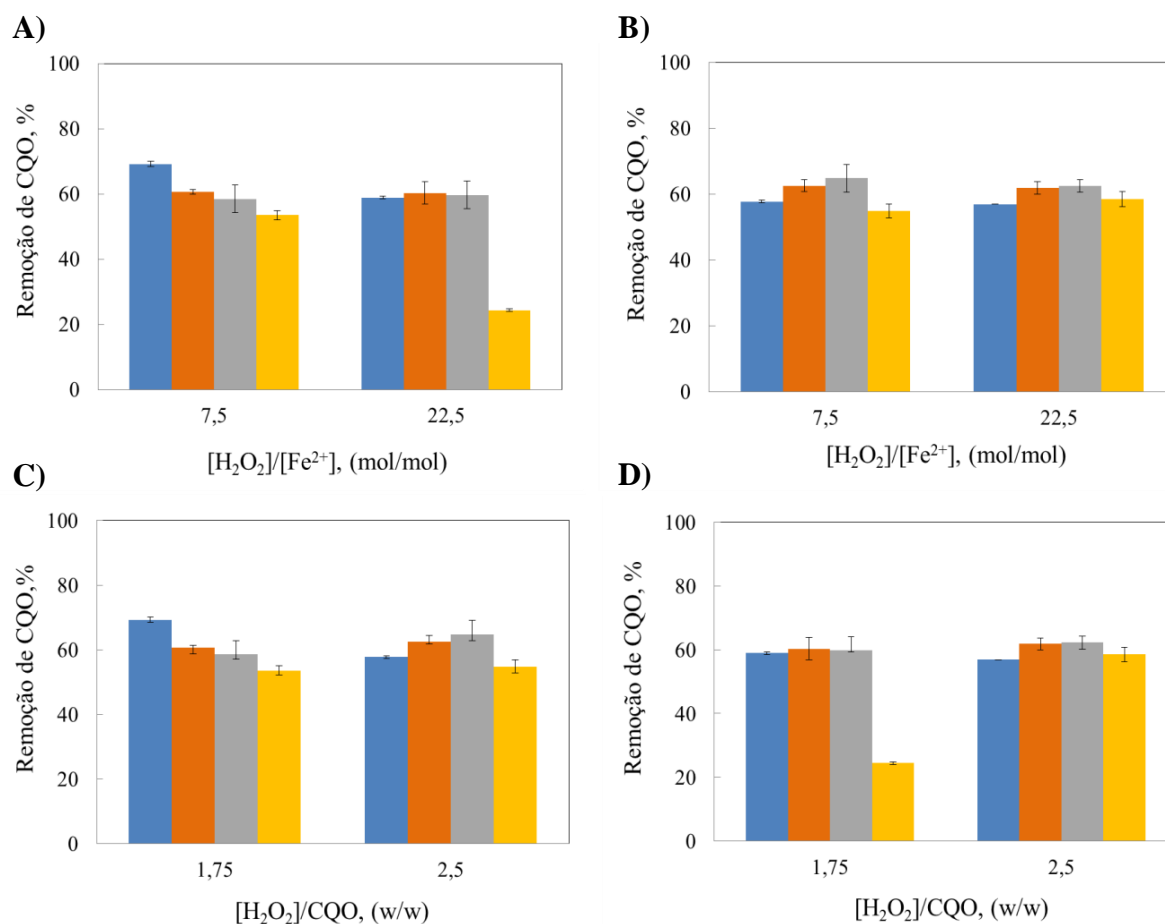 A)
Remoção de CQO, %
100
80
60
40
20
0
7,5
22,5
[H₂O₂]/[Fe²⁺], (mol/mol)
B)
Remoção de CQO, %
100
80
60
40
20
0
7,5
22,5
[H₂O₂]/[Fe²⁺], (mol/mol)
C)
Remoção de CQO,%
100
80
60
40
20
0
1,75
2,5
[H₂O₂]/CQO, (w/w)
D)
Remoção de CQO, %
100
80
60
40
20
0
1,75
2,5
[H₂O₂]/CQO, (w/w)